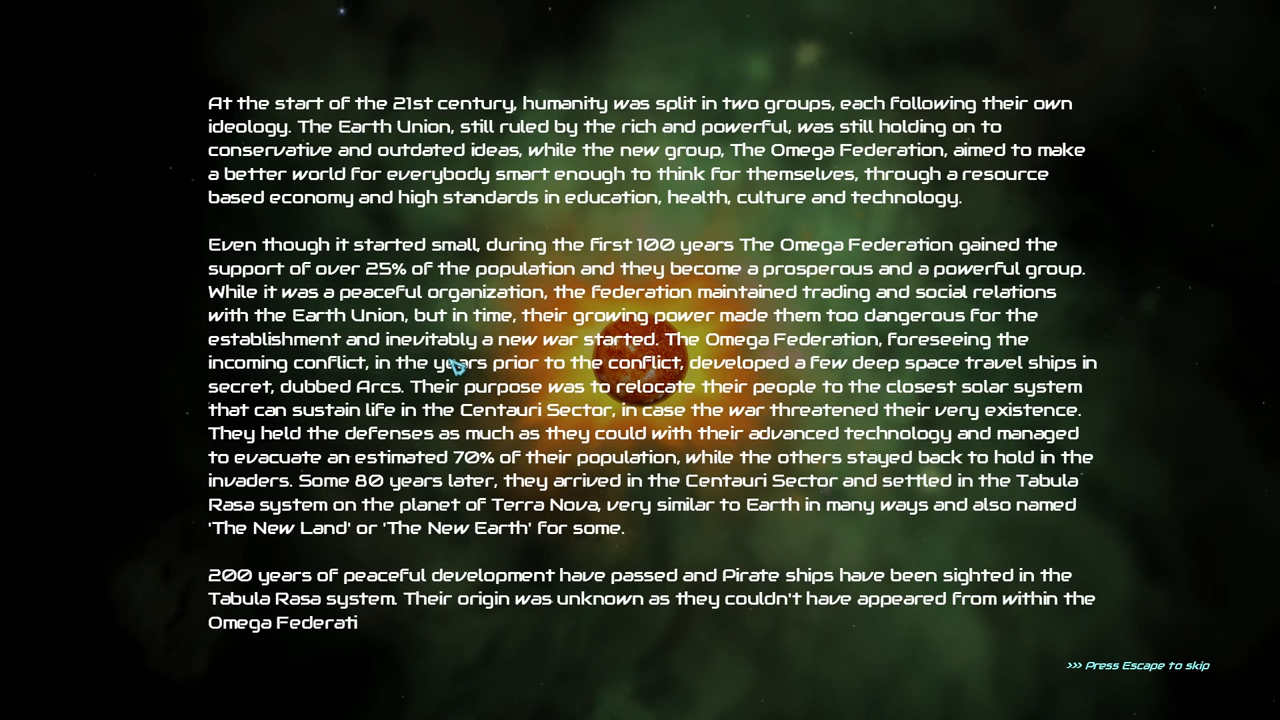 At the start of the 21st century, humanity was split in two groups, each following their own
ideology. The Earth Union, still ruled by the rich and powerful, was still holding on to
conservative and outdated ideas, while the new group, The Omega Federation, aimed to make
a better world for everybody smart enough to think for themselves, through a resource
based economy and high standards in education, health, culture and technology.
Even though it started small, during the first 100 years The Omega Federation gained the
support of over 25% of the population and they become a prosperous and a powerful group.
While it was a peaceful organization, the federation maintained trading and social relations
with the Earth Union, but in time, their growing power made them too dangerous for the
establishment and inevitably a new war started. The Omega Federation, foreseeing the
incoming conflict, in the years prior to the conflict, developed a few deep space travel ships in
secret, dubbed Arcs. Their purpose was to relocate their people to the closest solar system
that can sustain life in the Centauri Sector, in case the war threatened their very existence.
They held the defenses as much as they could with their advanced technology and managed
to evacuate an estimated 70% of their population, while the others stayed back to hold in the
invaders. Some 80 years later, they arrived in the Centauri Sector and settled in the Tabula
Rasa system on the planet of Terra Nova, very similar to Earth in many ways and also named
'The New Land' or 'The New Earth' for some.
200 years of peaceful development have passed and Pirate ships have been sighted in the
Tabula Rasa system. Their origin was unknown as they couldn't have appeared from within the
Omega Federati
>>> Press Escape to skip